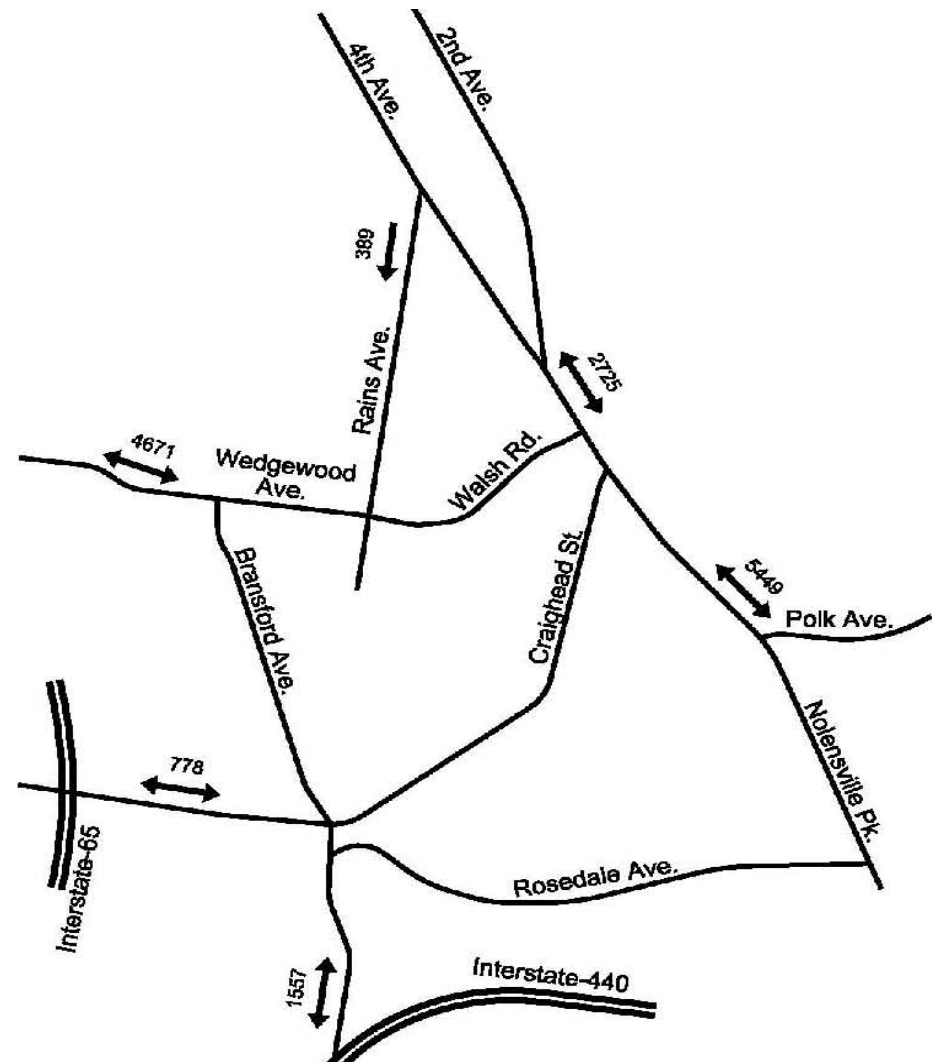 4th Ave.
2nd Ave.
389
Rains Ave.
2725
4671
Wedgewood
Ave.
Walsh Rd.
Bransford Ave.
Craighead St.
5449
Polk Ave.
Nolensville Pk.
778
Interstate-65
Rosedale Ave.
1557
Interstate-440